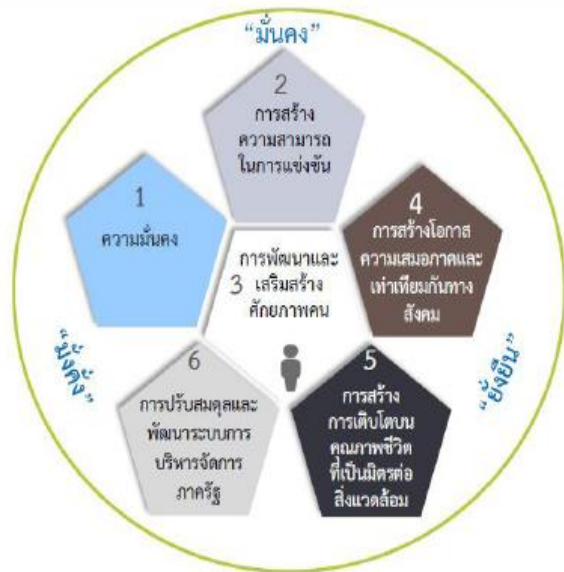 “มั่นคง”
2
การสร้าง
ความสามารถ
ในการแข่งขัน
1
ความมั่นคง
4
การสร้างโอกาส
ความเสมอภาคและ
เท่าเทียมกันทาง
สังคม
การพัฒนาและ
3 เสริมสร้าง
ศักยภาพคน
“มั่งคั่ง”
“ยั่งยืน”
6
การปรับสมดุลและ
พัฒนาระบบการ
บริหารจัดการ
ภาครัฐ
5
การสร้าง
การเติบโตบน
คุณภาพชีวิต
ที่เป็นมิตรต่อ
สิ่งแวดล้อม